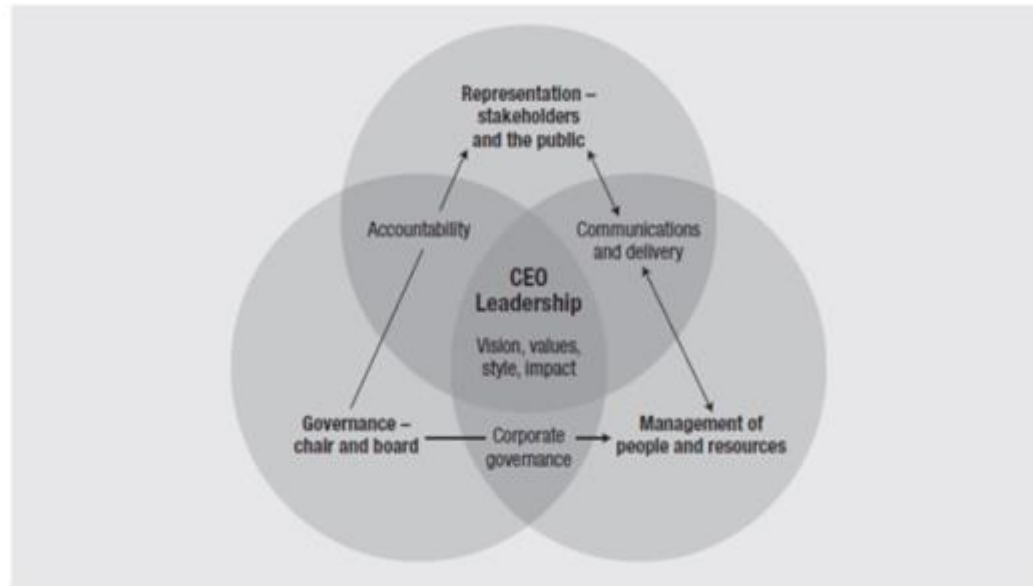 Representation –
stakeholders
and the public
Accountability
Communications
and delivery
CEO
Leadership
Vision, values,
style, impact
Governance –
chair and board
Corporate
governance
Management of
people and resources